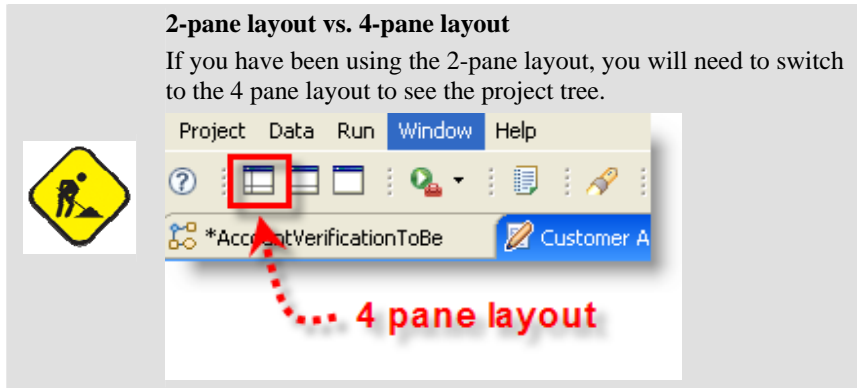 2-pane layout vs. 4-pane layout
If you have been using the 2-pane layout, you will need to switch
to the 4 pane layout to see the project tree.
Project Data Run Window Help
*AccountVerificationToBe Customer A
4 pane layout